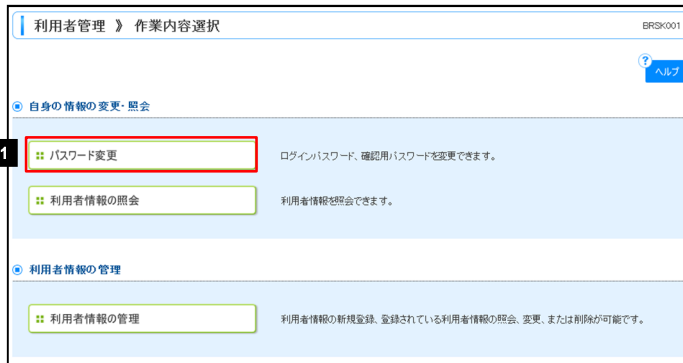 利用者管理 》 作業内容選択
BRSK001
?
ヘルプ
自身の情報の変更・照会
1
パスワード変更
ログインパスワード、確認用パスワードを変更できます。
利用者情報の照会
利用者情報を照会できます。
利用者情報の管理
利用者情報の管理
利用者情報の新規登録、登録されている利用者情報の照会、変更、または削除が可能です。